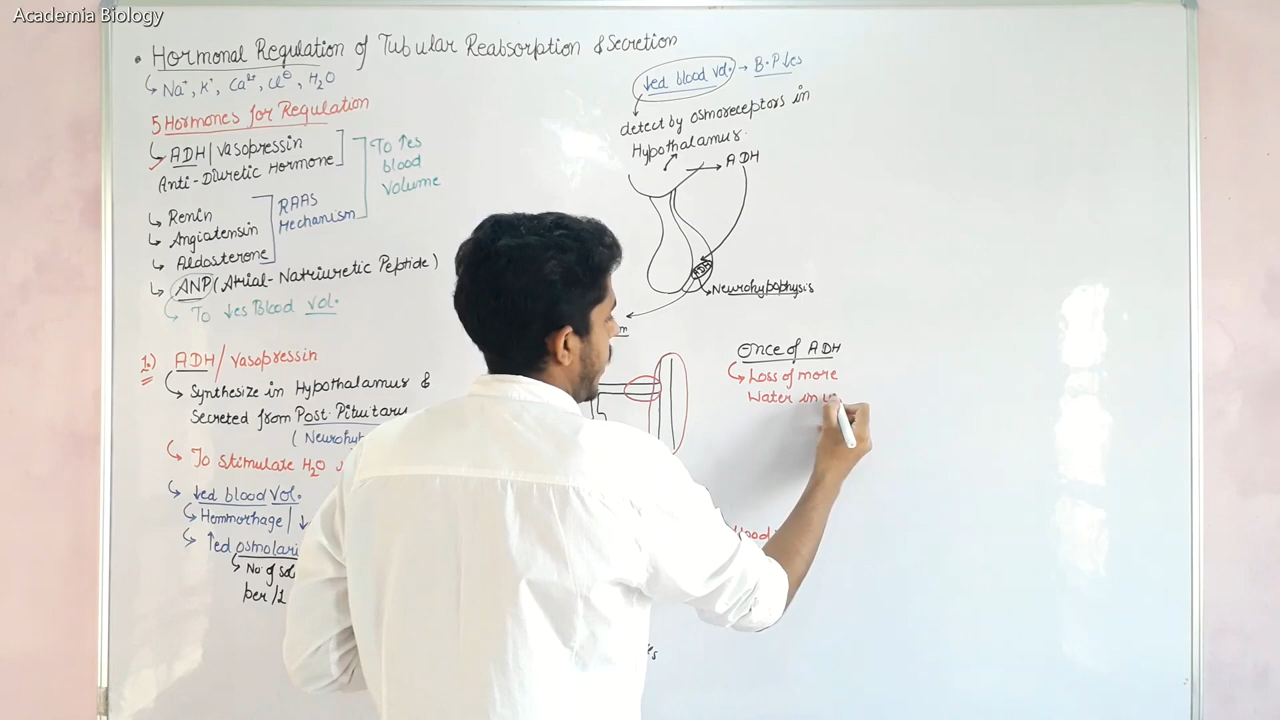 Academia Biology
• Hormonal Regulation of Tubular Reabsorption & Secretion
Na⁺, K⁺, Ca²⁺, Cl⊖, H₂O
5 Hormones for Regulation
ADH/Vasopressin
Anti-Diuretic Hormone
Renin
Angiotensin
Aldosterone
RAAS
Mechanism
To ↑es
blood
volume
ANP (Atrial-Natriuretic Peptide)
To ↓es Blood vol.
1.) ADH/Vasopressin
Synthesize in Hypothalamus &
Secreted from Post. Pituitary
(Neurohy
To stimulate H₂O
↓ed blood Vol.
Hemmorhage/ ↓
↑ed osmolari
No. of sol
per/L
↓ed blood vol. → B.P ↓es
detect by osmoreceptors in
Hypothalamus.
ADH
ADH
Neurohypophysis
Once of ADH
Loss of more
Water in